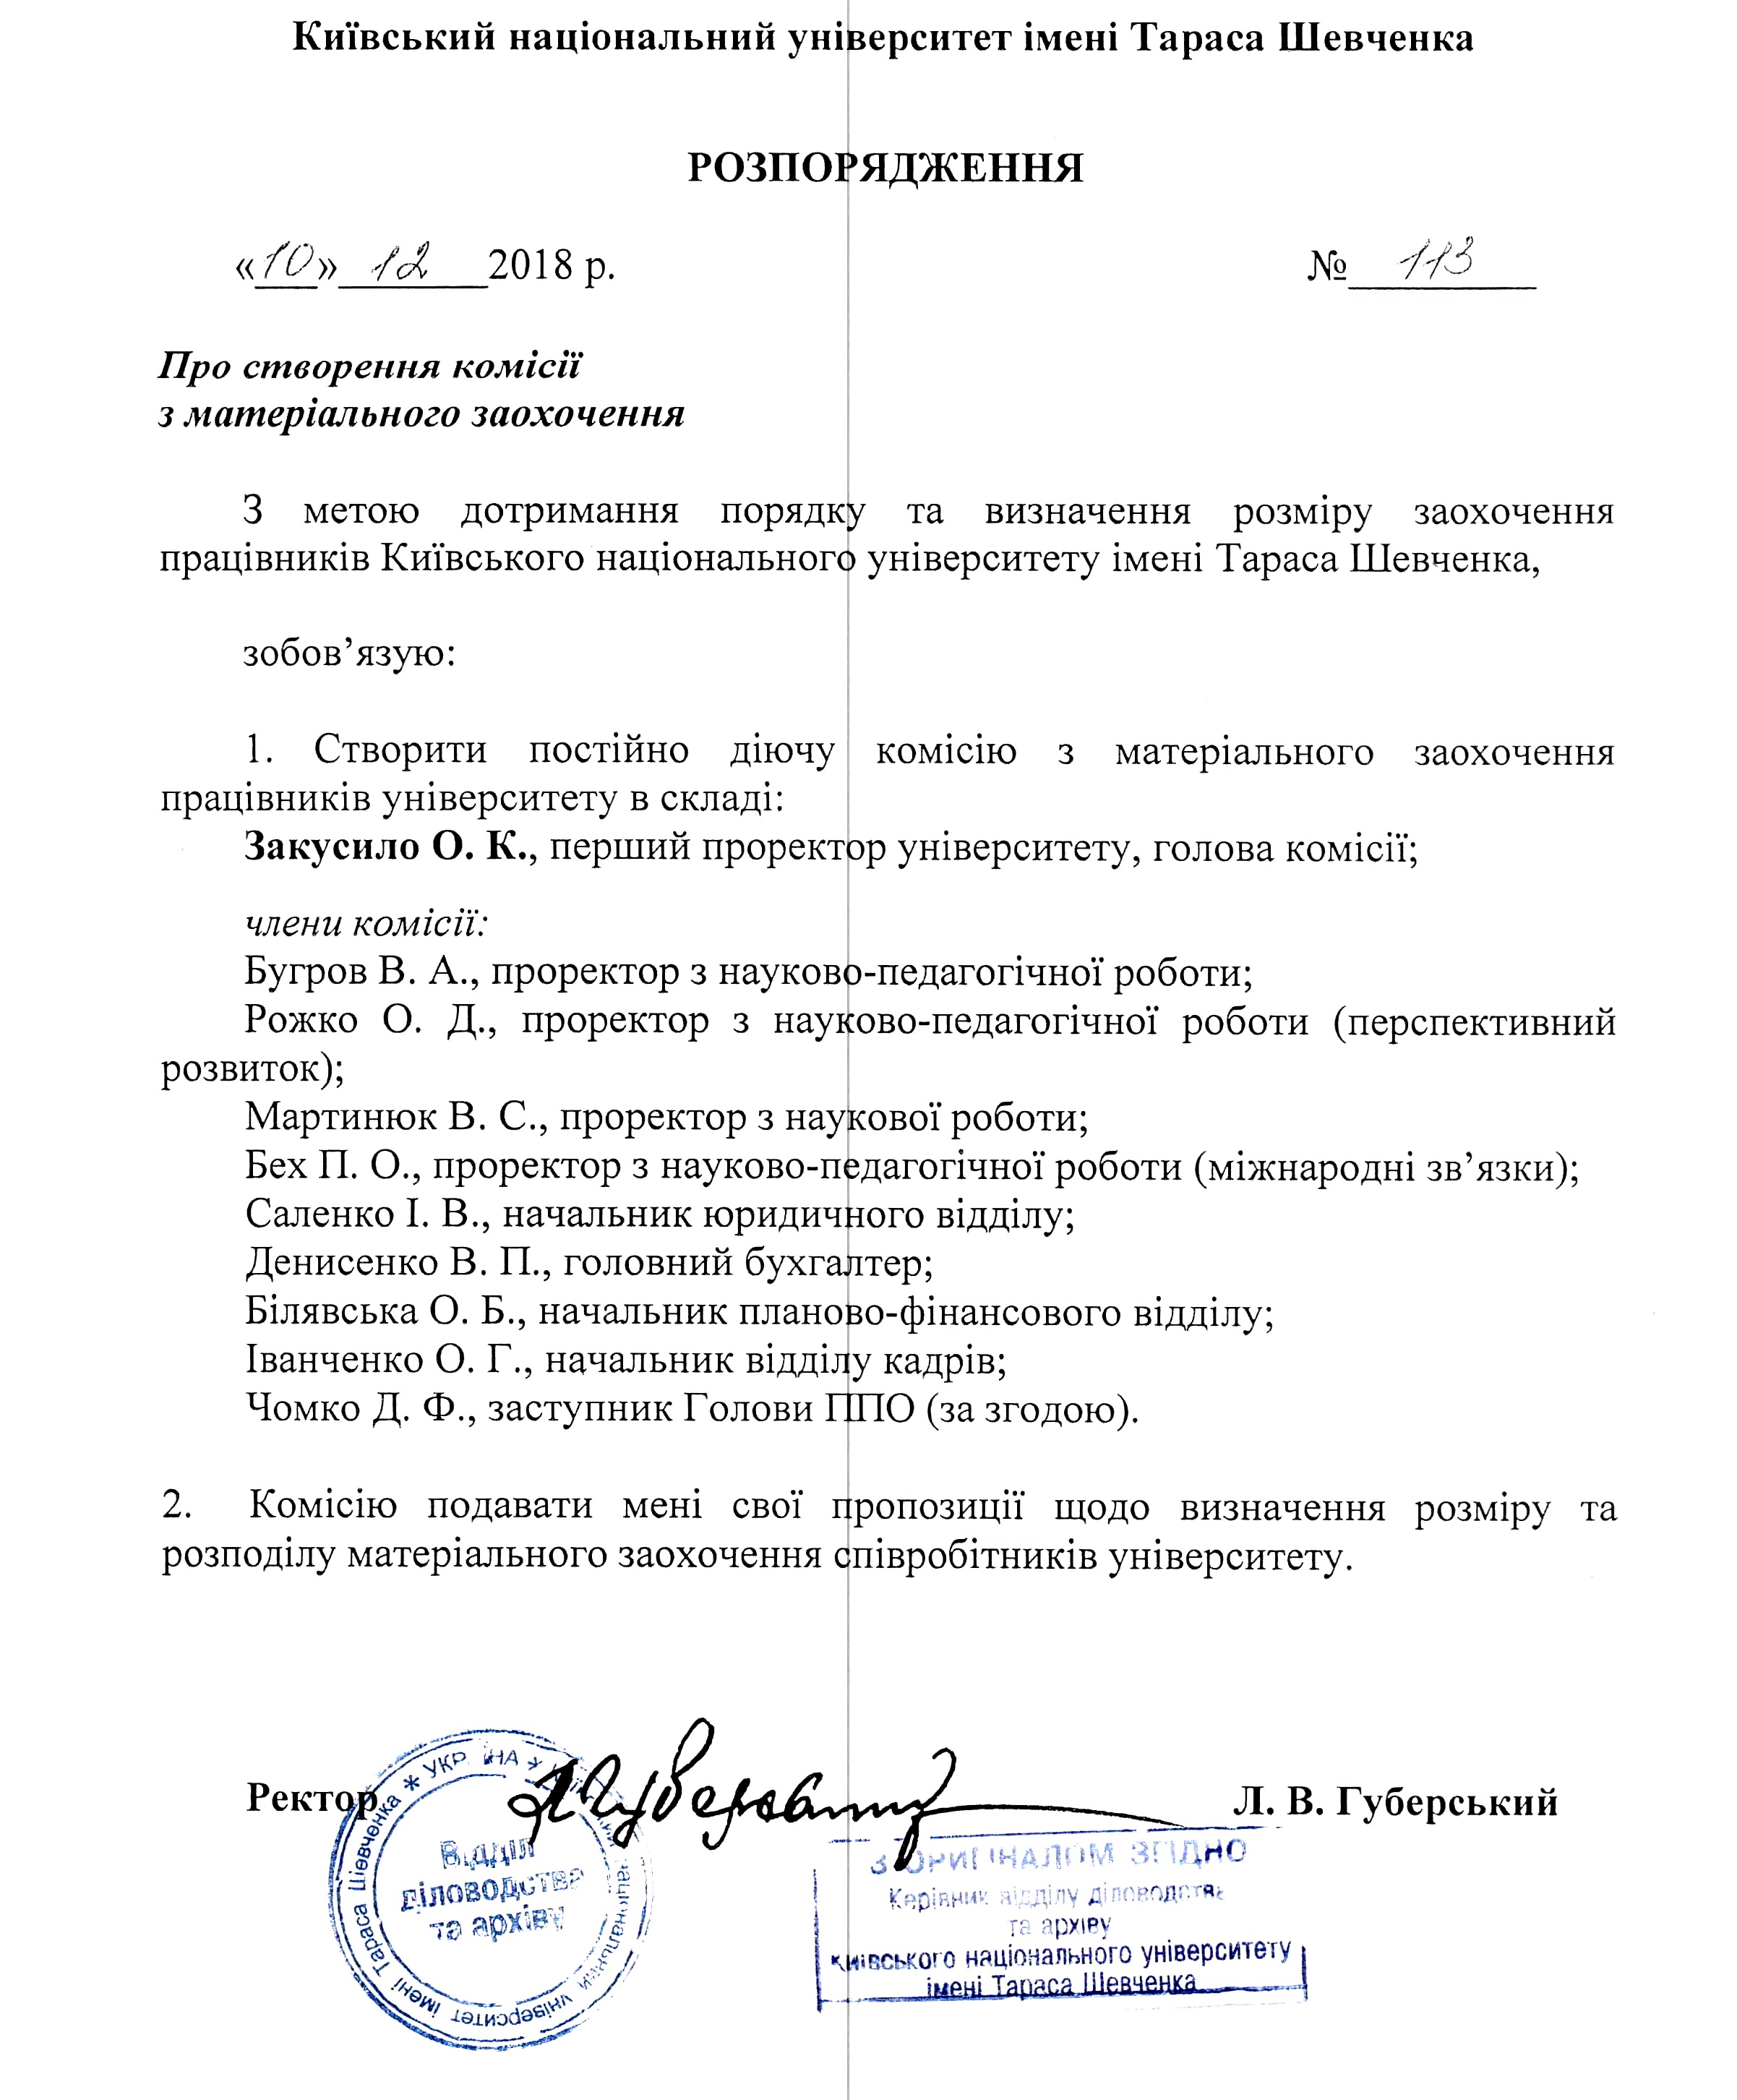 Київський національний університет імені Тараса Шевченка
РОЗПОРЯДЖЕННЯ
«10» 12 2018 р. № 113
Про створення комісії
з матеріального заохочення
З метою дотримання порядку та визначення розміру заохочення
працівників Київського національного університету імені Тараса Шевченка,
зобов’язую:
1. Створити постійно діючу комісію з матеріального заохочення
працівників університету в складі:
Закусило О. К., перший проректор університету, голова комісії;
члени комісії:
Бугров В. А., проректор з науково-педагогічної роботи;
Рожко О. Д., проректор з науково-педагогічної роботи (перспективний
розвиток);
Мартинюк В. С., проректор з наукової роботи;
Бех П. О., проректор з науково-педагогічної роботи (міжнародні зв’язки);
Саленко І. В., начальник юридичного відділу;
Денисенко В. П., головний бухгалтер;
Білявська О. Б., начальник планово-фінансового відділу;
Іванченко О. Г., начальник відділу кадрів;
Чомко Д. Ф., заступник Голови ППО (за згодою).
2. Комісію подавати мені свої пропозиції щодо визначення розміру та
розподілу матеріального заохочення співробітників університету.
Ректор Л. В. Губерський
УКРАЇНА * Київський національний університет імені Тараса Шевченка *
Відділ
діловодства
та архіву
З ОРИГІНАЛОМ ЗГІДНО
Керівник відділу діловодства
та архіву
Київського національного університету
імені Тараса Шевченка